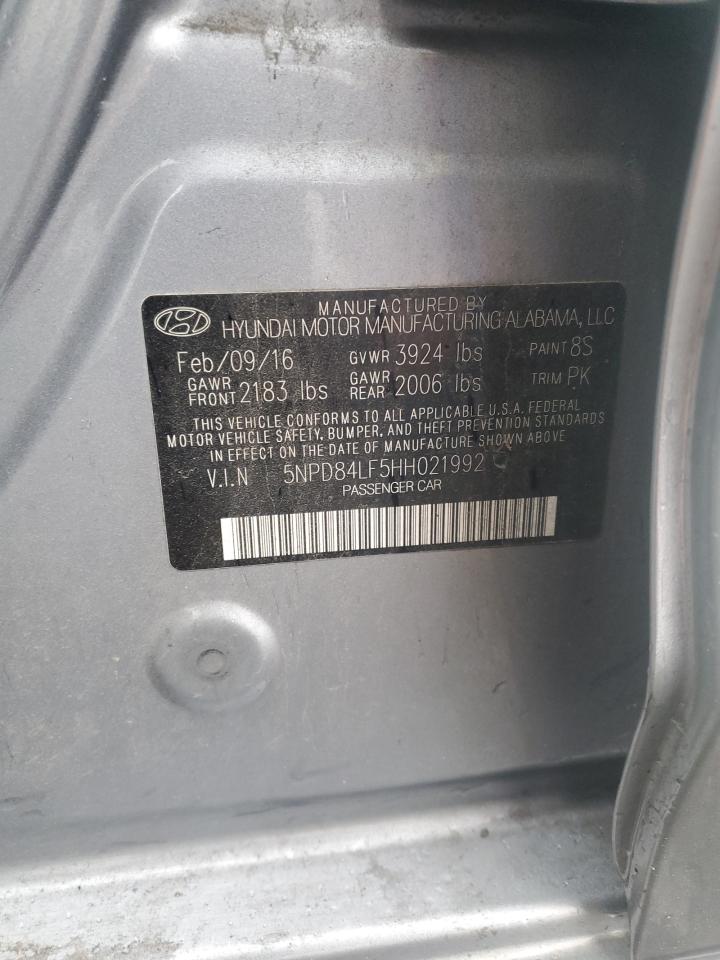 MANUFACTURED BY
HYUNDAI MOTOR MANUFACTURING ALABAMA, LLC
Feb/09/16 GVWR 3924 lbs PAINT 8S
GAWR FRONT 2183 lbs GAWR REAR 2006 lbs TRIM PK
THIS VEHICLE CONFORMS TO ALL APPLICABLE U.S.A. FEDERAL
MOTOR VEHICLE SAFETY, BUMPER, AND THEFT PREVENTION STANDARDS
IN EFFECT ON THE DATE OF MANUFACTURE SHOWN ABOVE
V.I.N 5NPD84LF5HH021992
PASSENGER CAR